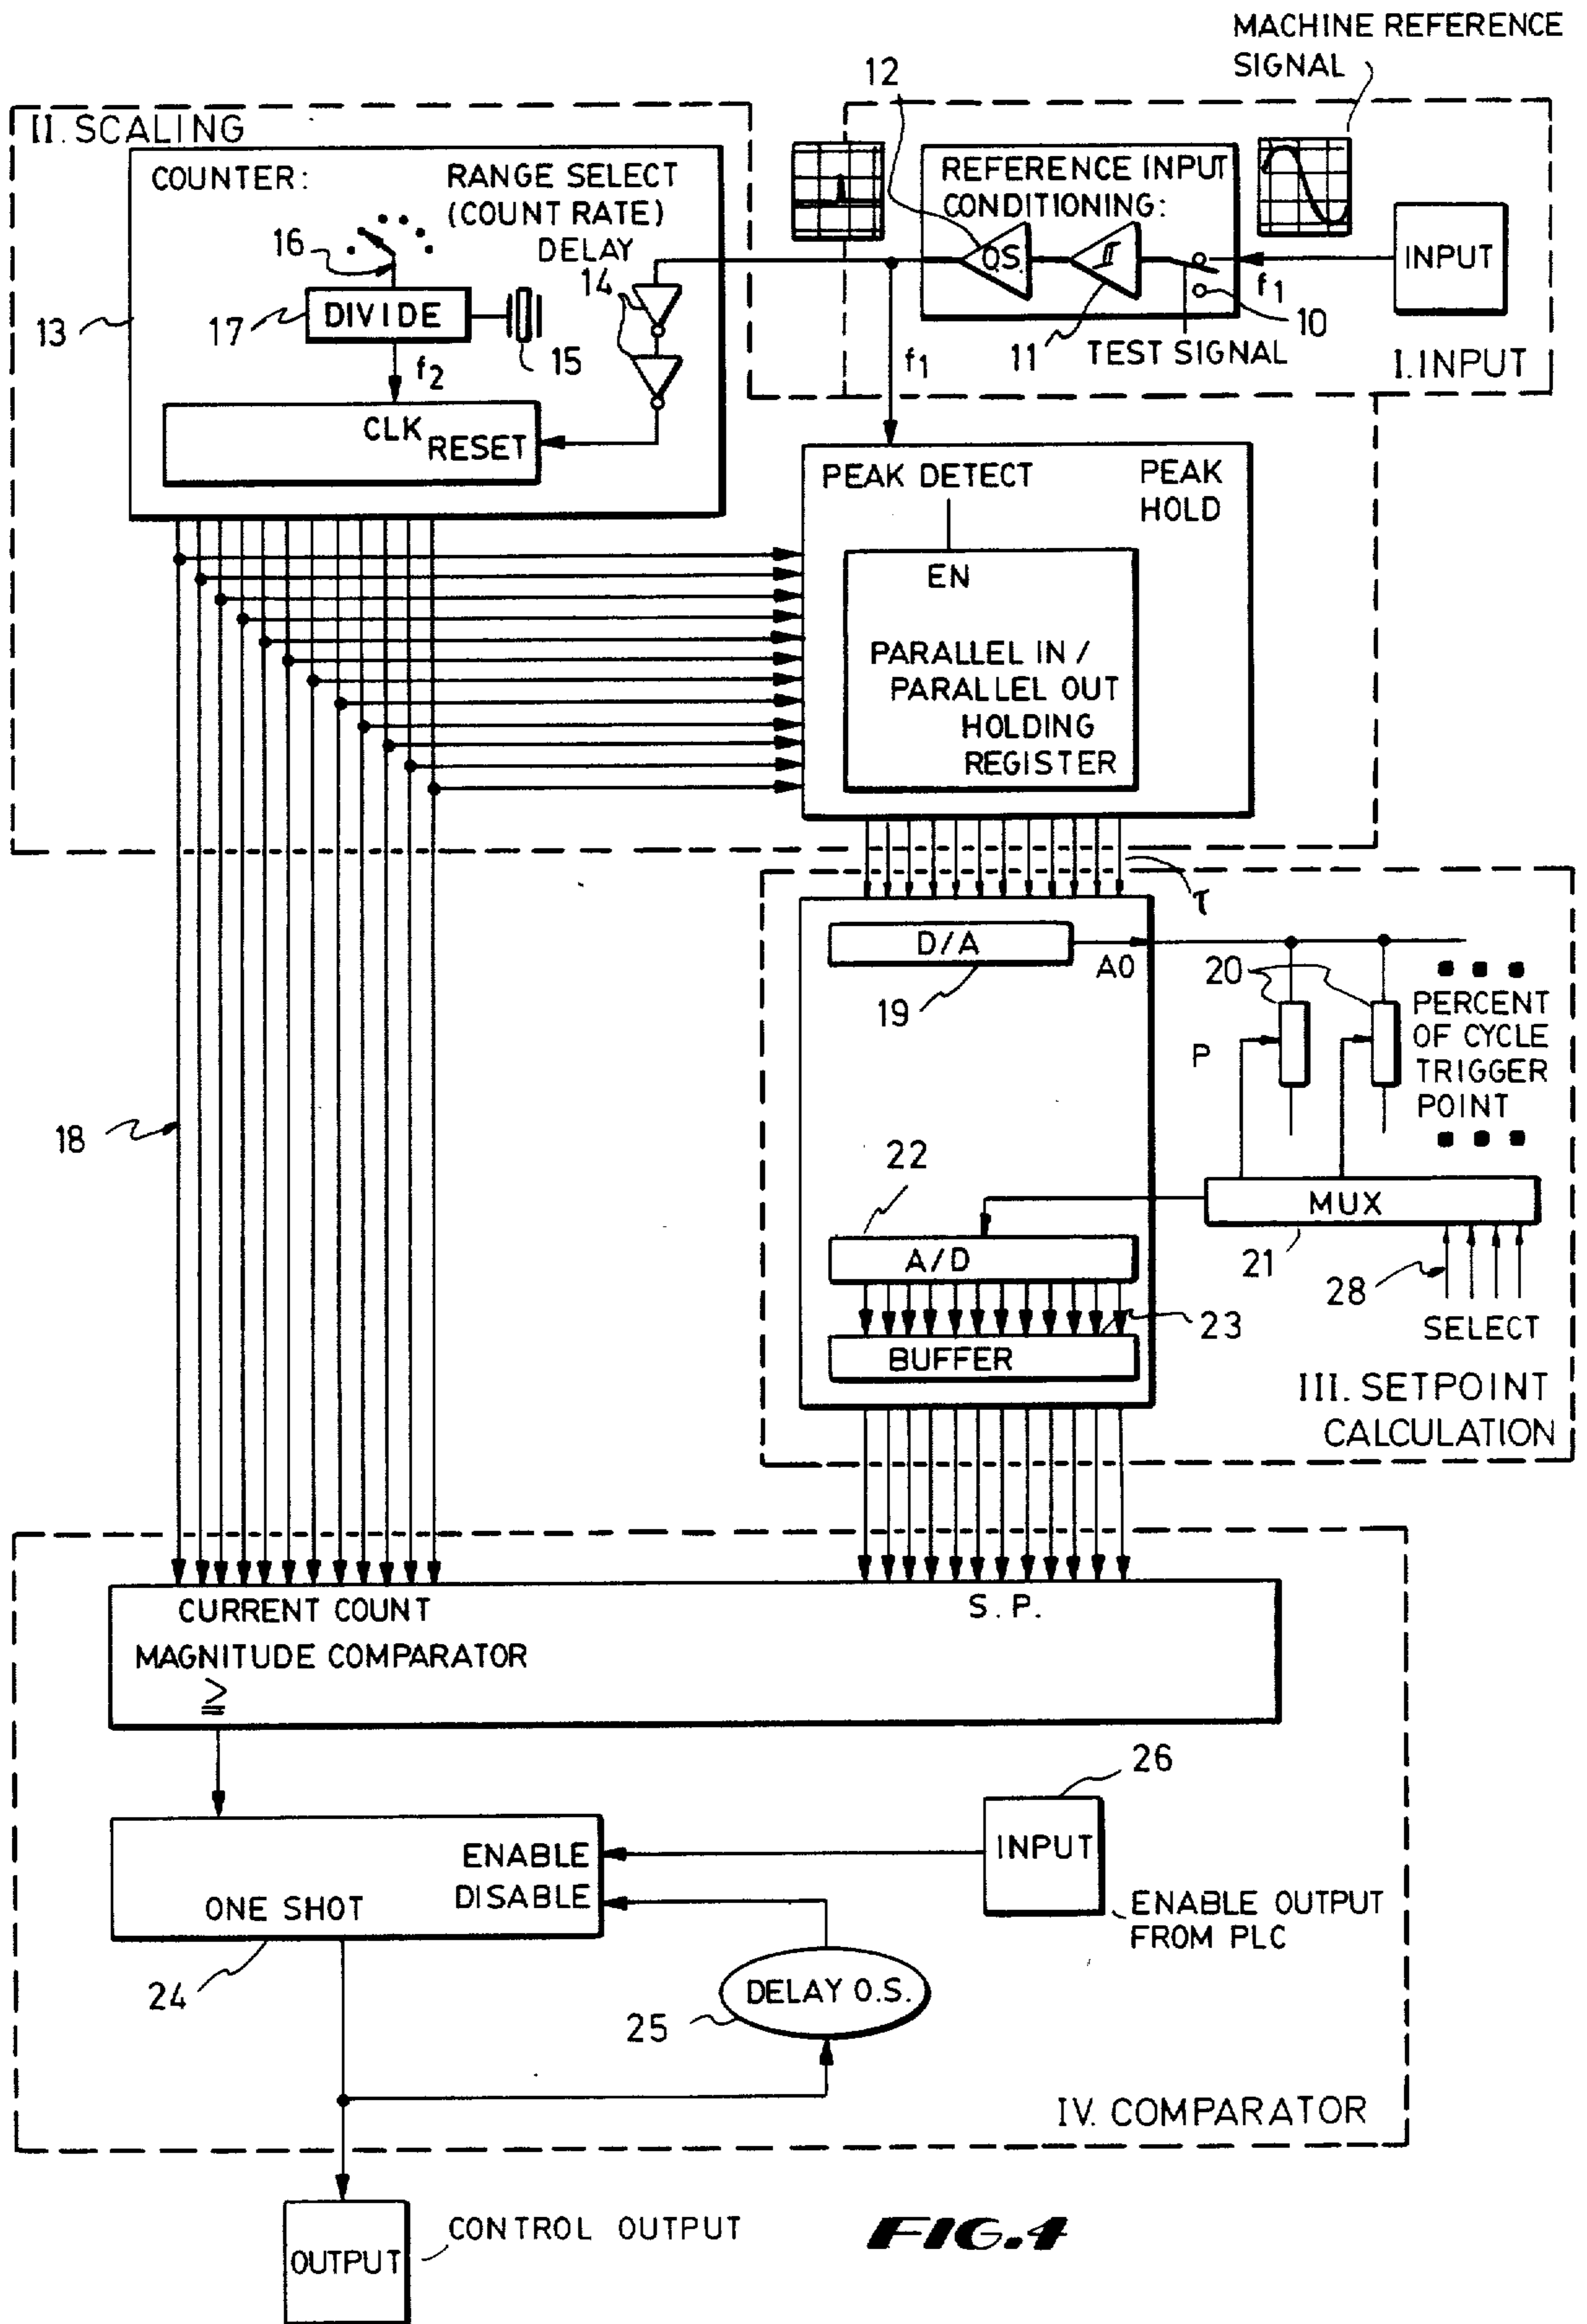 MACHINE REFERENCE
SIGNAL
12
II. SCALING
COUNTER:
RANGE SELECT
(COUNT RATE)
DELAY
16
14
13
17
DIVIDE
15
f2
CLK
RESET
REFERENCE INPUT
CONDITIONING:
O.S.
INPUT
f1
10
11
TEST SIGNAL
I. INPUT
f1
PEAK DETECT
PEAK
HOLD
EN
PARALLEL IN /
PARALLEL OUT
HOLDING
REGISTER
τ
D/A
AO
19
20
PERCENT
OF CYCLE
TRIGGER
POINT
P
18
22
MUX
21
28
SELECT
A/D
23
BUFFER
III. SETPOINT
CALCULATION
CURRENT COUNT
S.P.
MAGNITUDE COMPARATOR
≧
26
ENABLE
DISABLE
ONE SHOT
INPUT
ENABLE OUTPUT
FROM PLC
24
DELAY O.S.
25
IV. COMPARATOR
OUTPUT
CONTROL OUTPUT
FIG.4